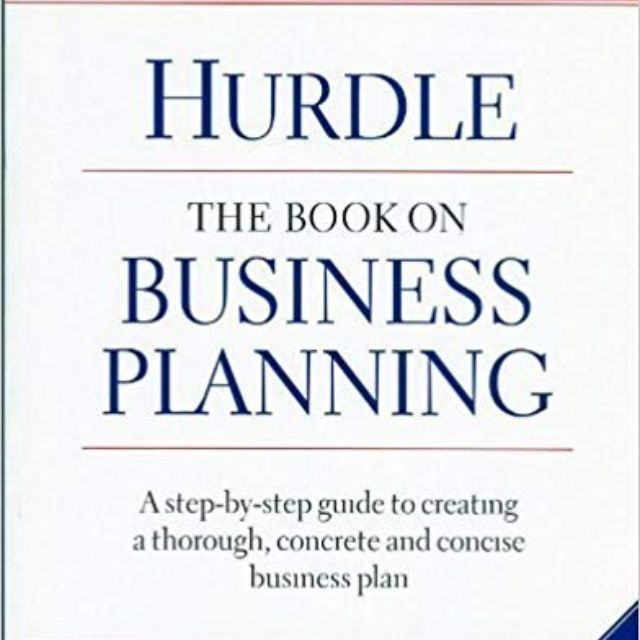 HURDLE
THE BOOK ON
BUSINESS
PLANNING
A step-by-step guide to creating
a thorough, concrete and concise
business plan